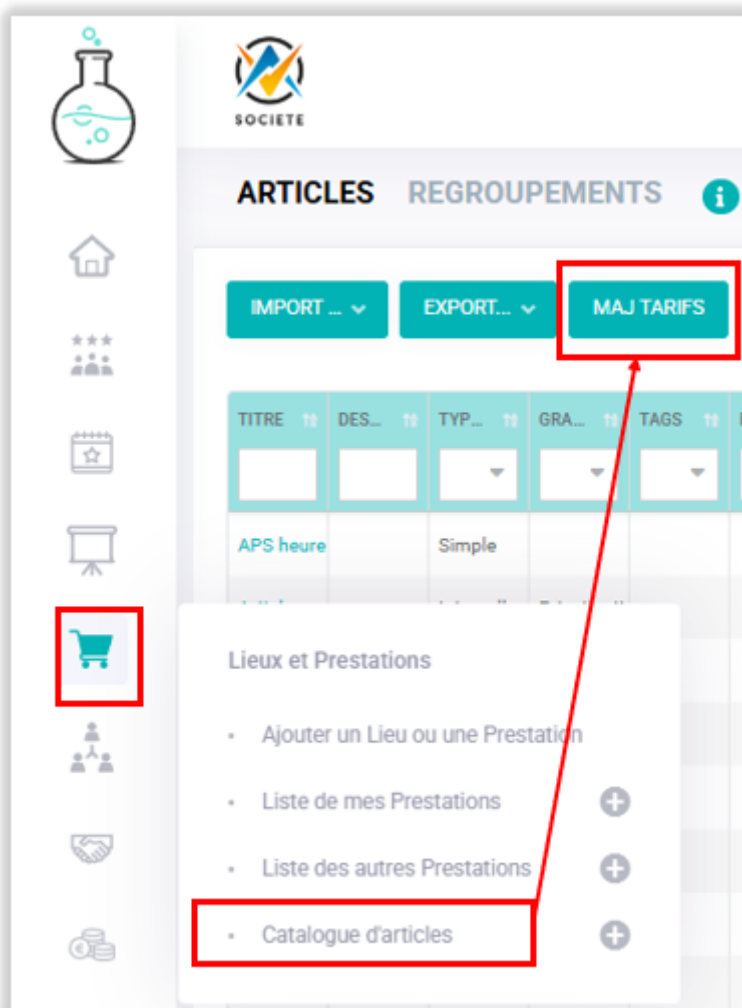 SOCIETE
ARTICLES REGROUPEMENTS i
IMPORT ... EXPORT... MAJ TARIFS
TITRE DES... TYP... GRA... TAGS
APS heure Simple
Lieux et Prestations
Ajouter un Lieu ou une Prestation
Liste de mes Prestations
Liste des autres Prestations
Catalogue d'articles